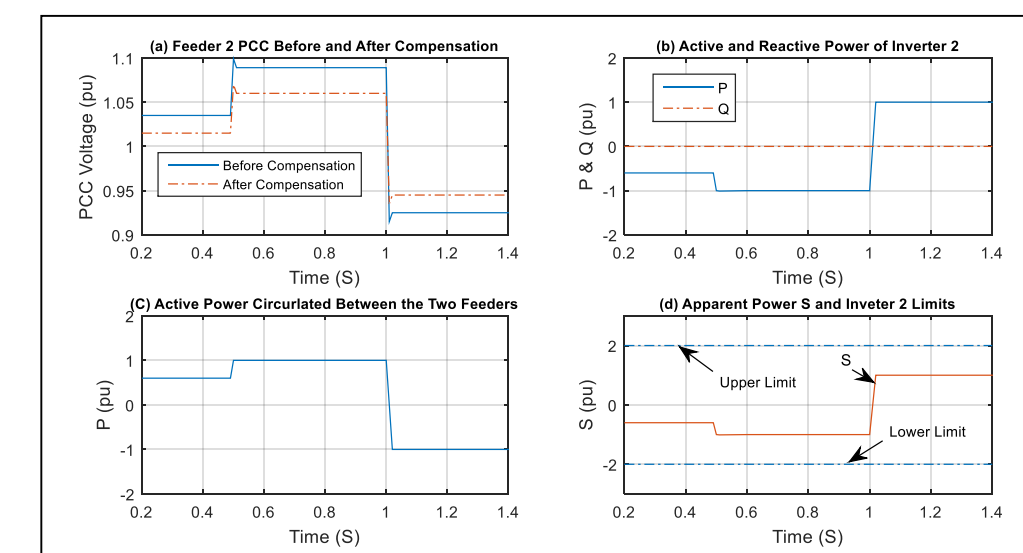 (a) Feeder 2 PCC Before and After Compensation
1.1
1.05
1
0.95
0.9
PCC Voltage (pu)
Before Compensation
After Compensation
0.2 0.4 0.6 0.8 1 1.2 1.4
Time (S)
(b) Active and Reactive Power of Inverter 2
2
1
0
-1
-2
P & Q (pu)
P
Q
0.2 0.4 0.6 0.8 1 1.2 1.4
Time (S)
(C) Active Power Circurlated Between the Two Feeders
2
1
0
-1
-2
P (pu)
0.2 0.4 0.6 0.8 1 1.2 1.4
Time (S)
(d) Apparent Power S and Inveter 2 Limits
2
0
-2
S (pu)
S
Upper Limit
Lower Limit
0.2 0.4 0.6 0.8 1 1.2 1.4
Time (S)